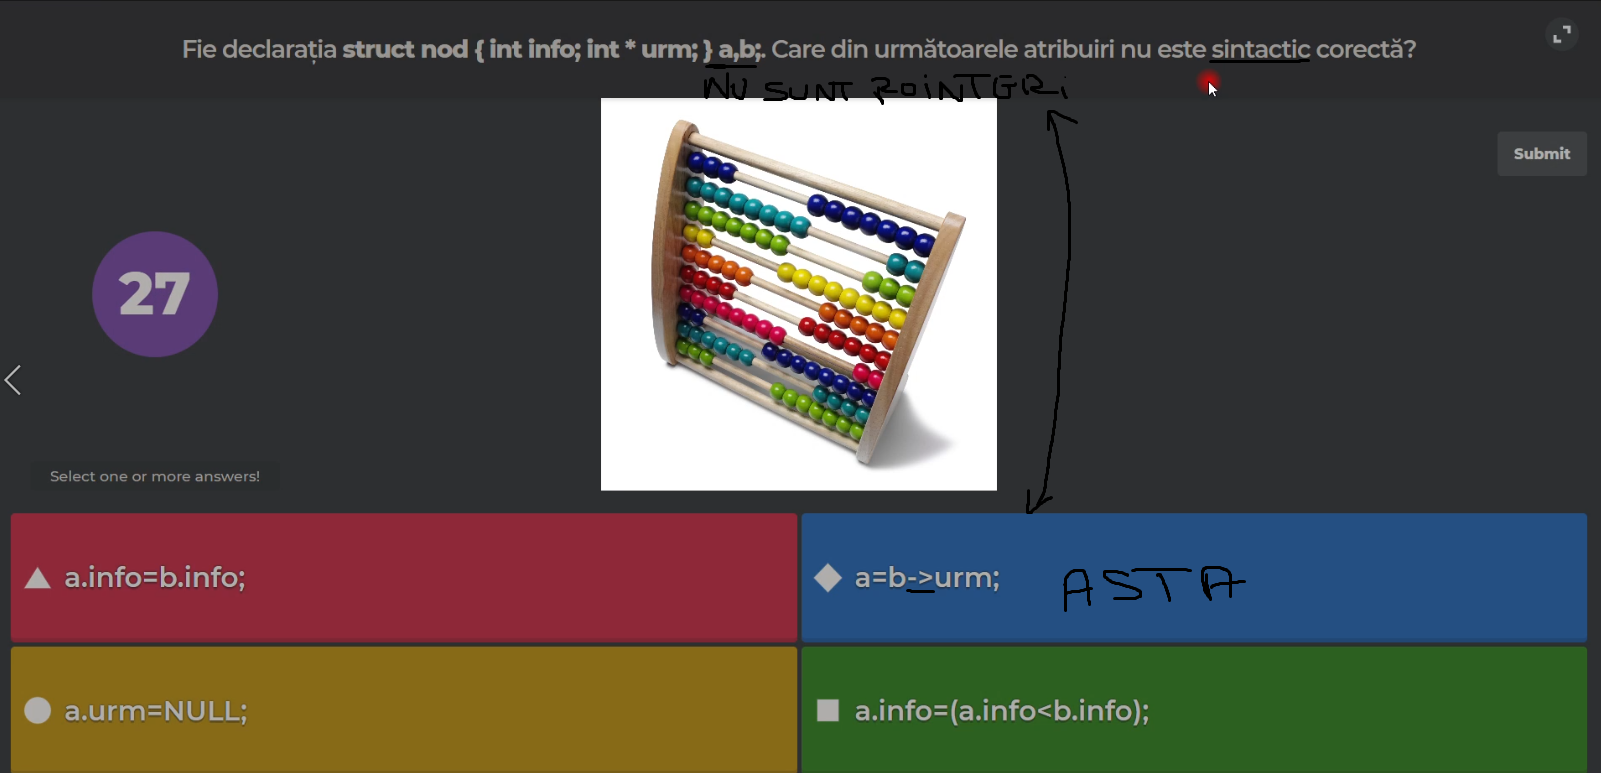 Fie declarația struct nod { int info; int * urm; } a,b;. Care din următoarele atribuiri nu este sintactic corectă?
NU SUNT POINTERi
Submit
27
Select one or more answers!
a.info=b.info;
a=b->urm;
ASTA
a.urm=NULL;
a.info=(a.info<b.info);